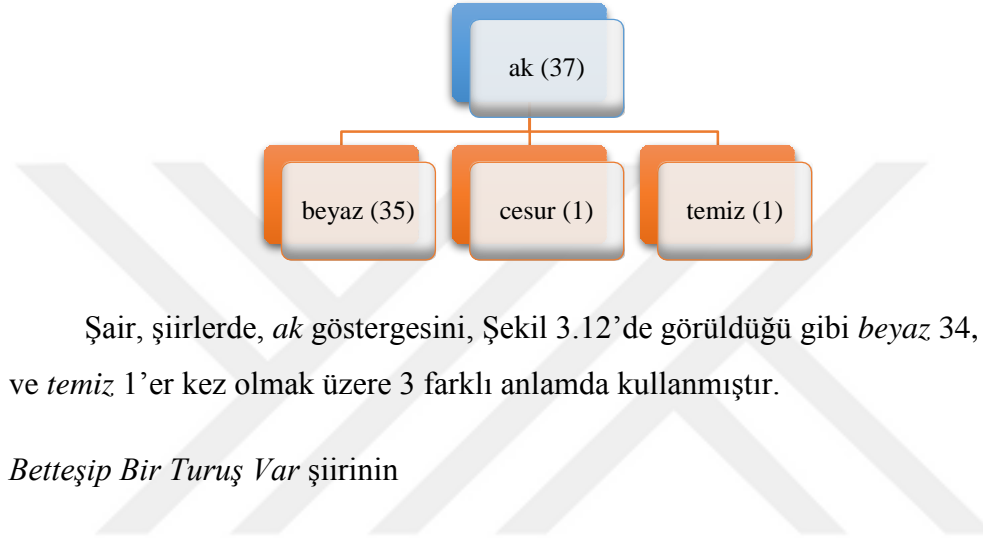 ak (37)
beyaz (35) cesur (1) temiz (1)
Şair, şiirlerde, ak göstergesini, Şekil 3.12’de görüldüğü gibi beyaz 34,
ve temiz 1’er kez olmak üzere 3 farklı anlamda kullanmıştır.
Betteşip Bir Turuş Var şiirinin